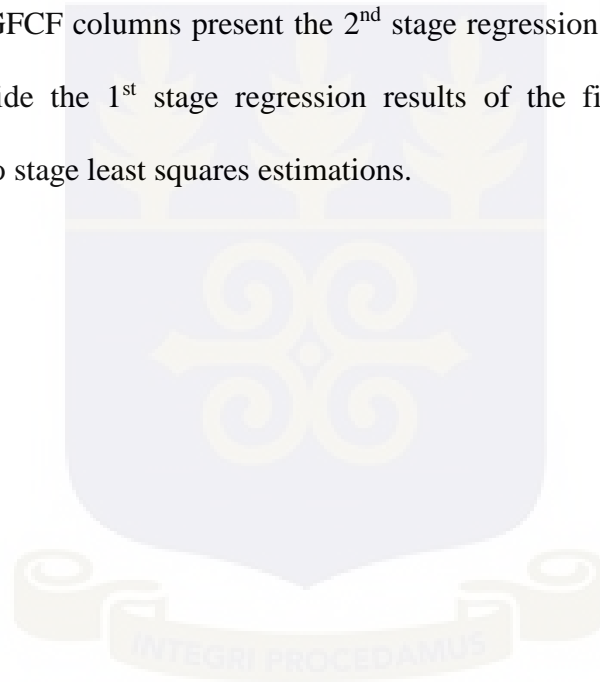 GFCF columns present the 2nd stage regression
ide the 1st stage regression results of the fi
o stage least squares estimations.
INTEGRI PROCEDAMUS